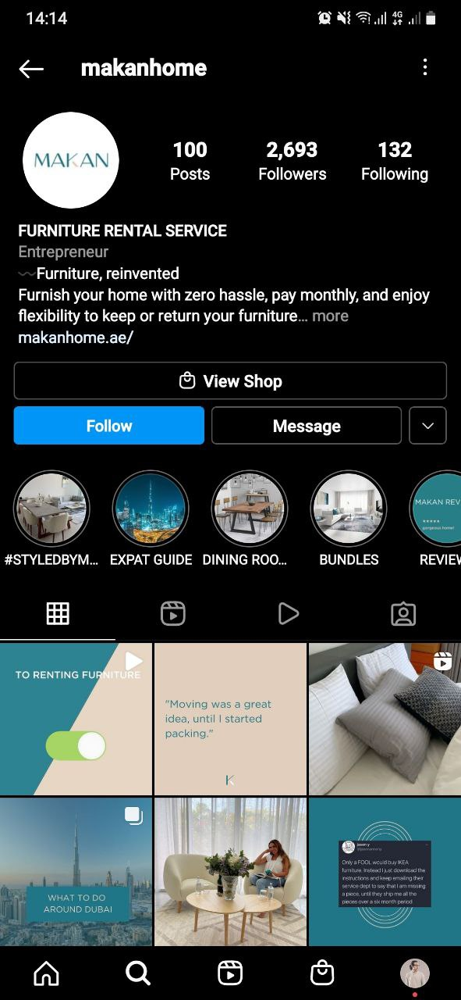 14:14
4G
makanhome
MAKAN
100
Posts
2,693
Followers
132
Following
FURNITURE RENTAL SERVICE
Entrepreneur
Furniture, reinvented
Furnish your home with zero hassle, pay monthly, and enjoy
flexibility to keep or return your furniture... more
makanhome.ae/
View Shop
Follow
Message
MAKAN REV
gorgeous home!
#STYLEDBYM...
EXPAT GUIDE
DINING ROO...
BUNDLES
REVIEW
TO RENTING FURNITURE
"Moving was a great
idea, until I started
packing."
K
WHAT TO DO
AROUND DUBAI
jason y
Only a FOOL would buy IKEA
furniture. Instead I just download the
instructions and keep emailing their
service dept to say that I am missing
a piece, until they ship me all the
pieces over a six month period